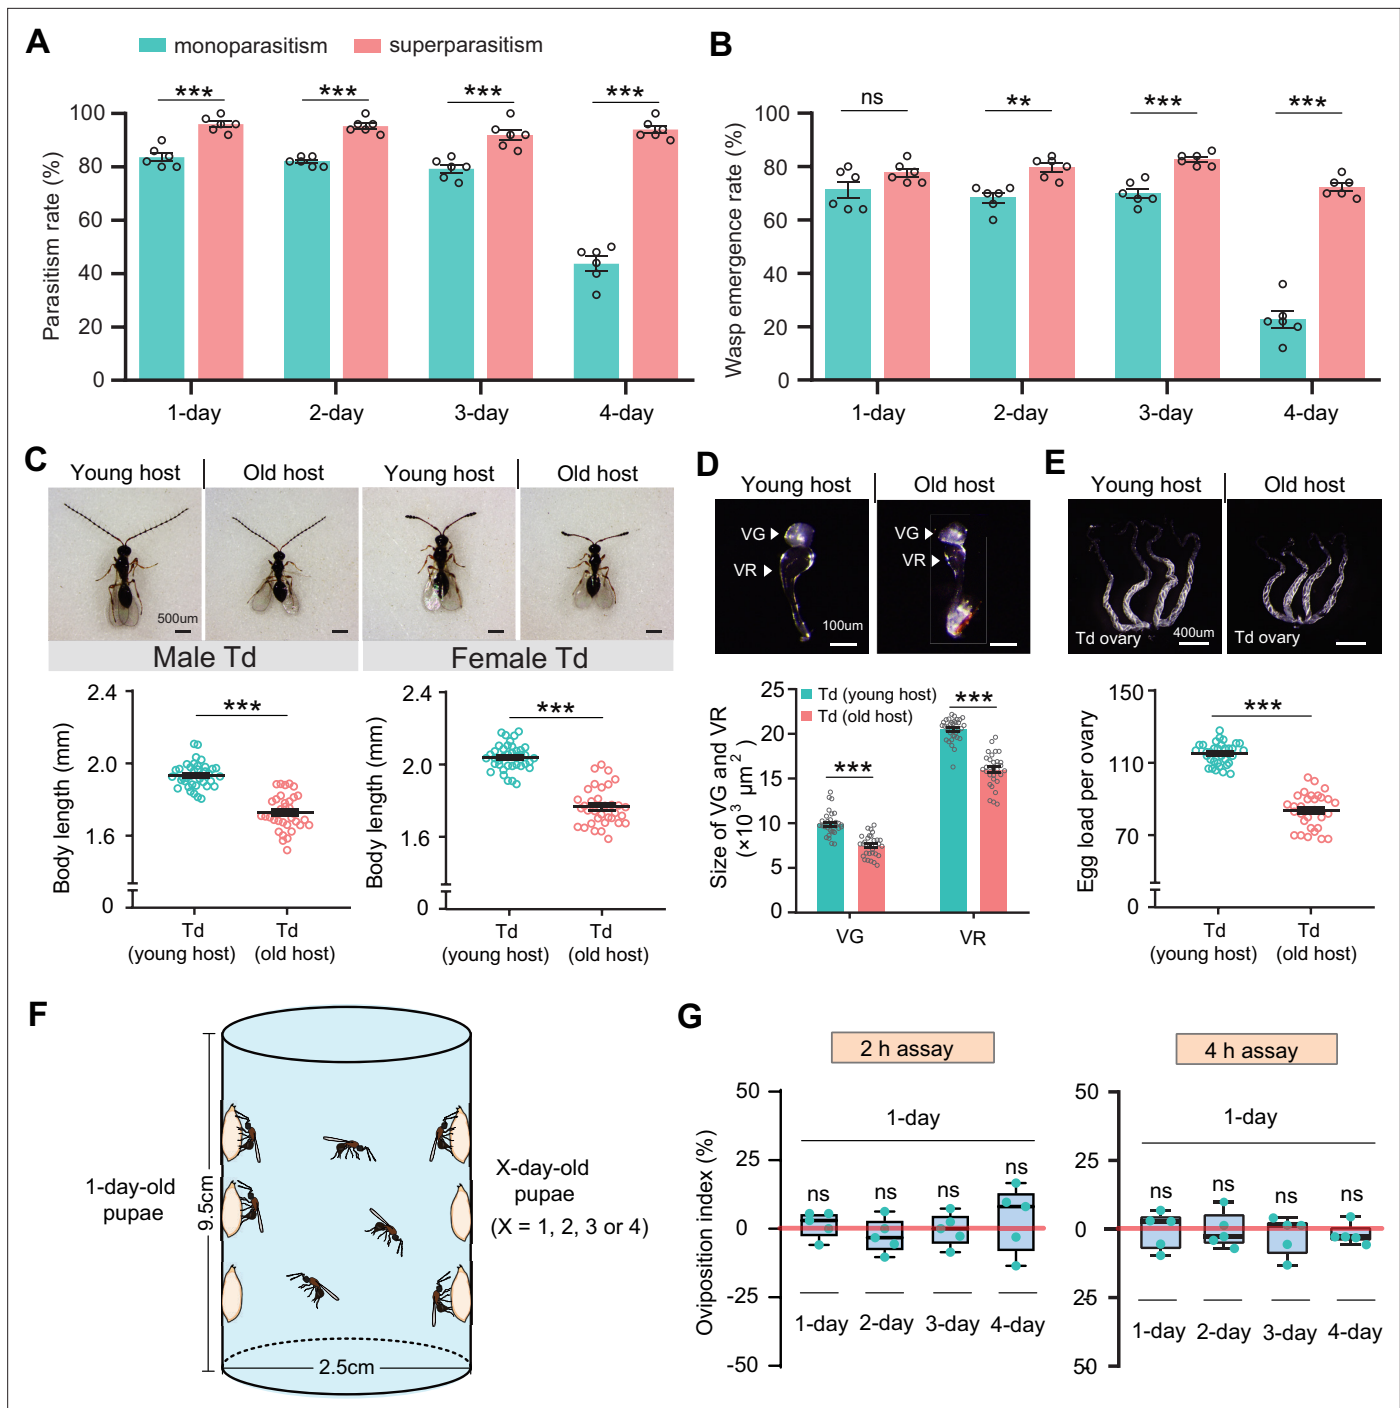 A
monoparasitism
superparasitism
Parasitism rate (%)
100
80
60
40
20
0
***
***
***
***
1-day
2-day
3-day
4-day
B
Wasp emergence rate (%)
100
80
60
40
20
0
ns
**
***
***
1-day
2-day
3-day
4-day
C
Young host
Old host
Young host
Old host
500um
Male Td
Female Td
Body length (mm)
2.4
2.0
1.6
0
***
Td
(young host)
Td
(old host)
Body length (mm)
2.4
2.0
1.6
0
***
Td
(young host)
Td
(old host)
D
Young host
Old host
VG
VR
100um
VG
VR
Size of VG and VR
(×10³ μm²)
25
20
15
10
5
0
Td (young host)
Td (old host)
***
***
VG
VR
E
Young host
Old host
Td ovary
400um
Td ovary
Egg load per ovary
150
110
70
0
***
Td
(young host)
Td
(old host)
F
1-day-old
pupae
9.5cm
2.5cm
X-day-old
pupae
(X = 1, 2, 3 or 4)
G
2 h assay
Oviposition index (%)
50
25
0
-25
-50
1-day
ns
ns
ns
ns
1-day
2-day
3-day
4-day
4 h assay
50
25
0
-25
-50
1-day
ns
ns
ns
ns
1-day
2-day
3-day
4-day